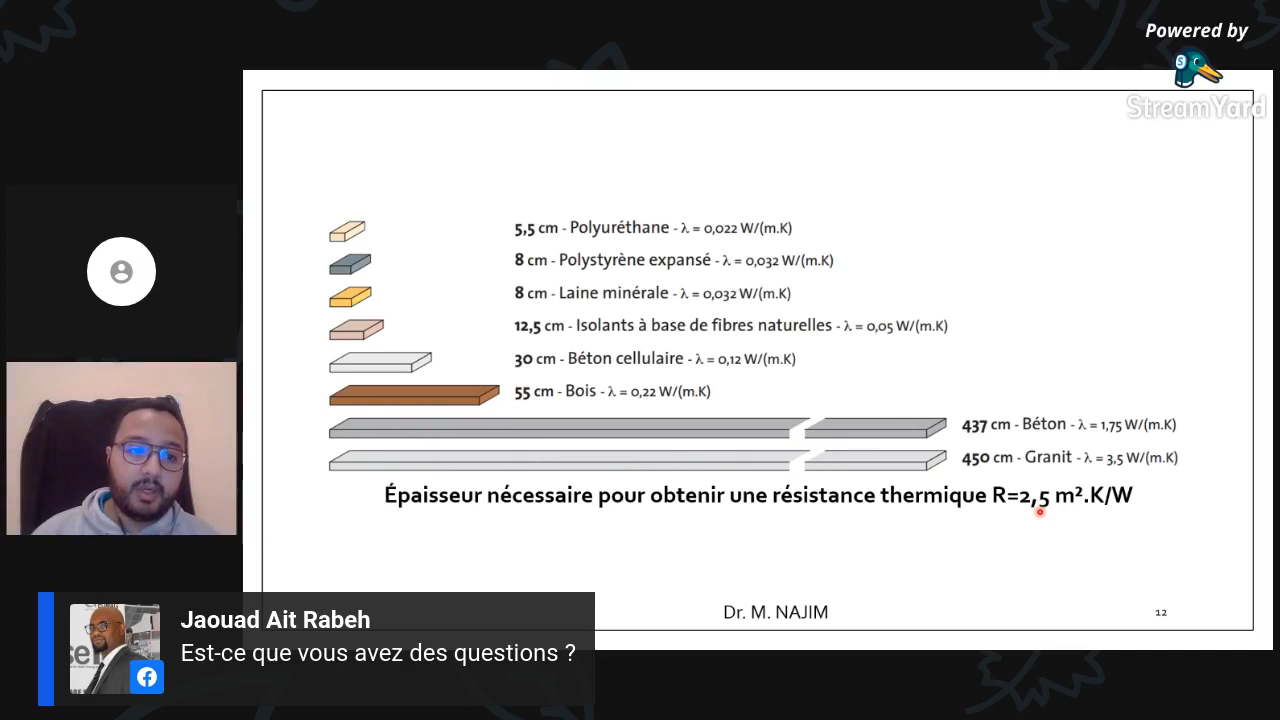 Powered by
StreamYard
5,5 cm - Polyuréthane - λ = 0,022 W/(m.K)
8 cm - Polystyrène expansé - λ = 0,032 W/(m.K)
8 cm - Laine minérale - λ = 0,032 W/(m.K)
12,5 cm - Isolants à base de fibres naturelles - λ = 0,05 W/(m.K)
30 cm - Béton cellulaire - λ = 0,12 W/(m.K)
55 cm - Bois - λ = 0,22 W/(m.K)
437 cm - Béton - λ = 1,75 W/(m.K)
450 cm - Granit - λ = 3,5 W/(m.K)
Épaisseur nécessaire pour obtenir une résistance thermique R=2,5 m².K/W
Dr. M. NAJIM
12
Jaouad Ait Rabeh
Est-ce que vous avez des questions ?